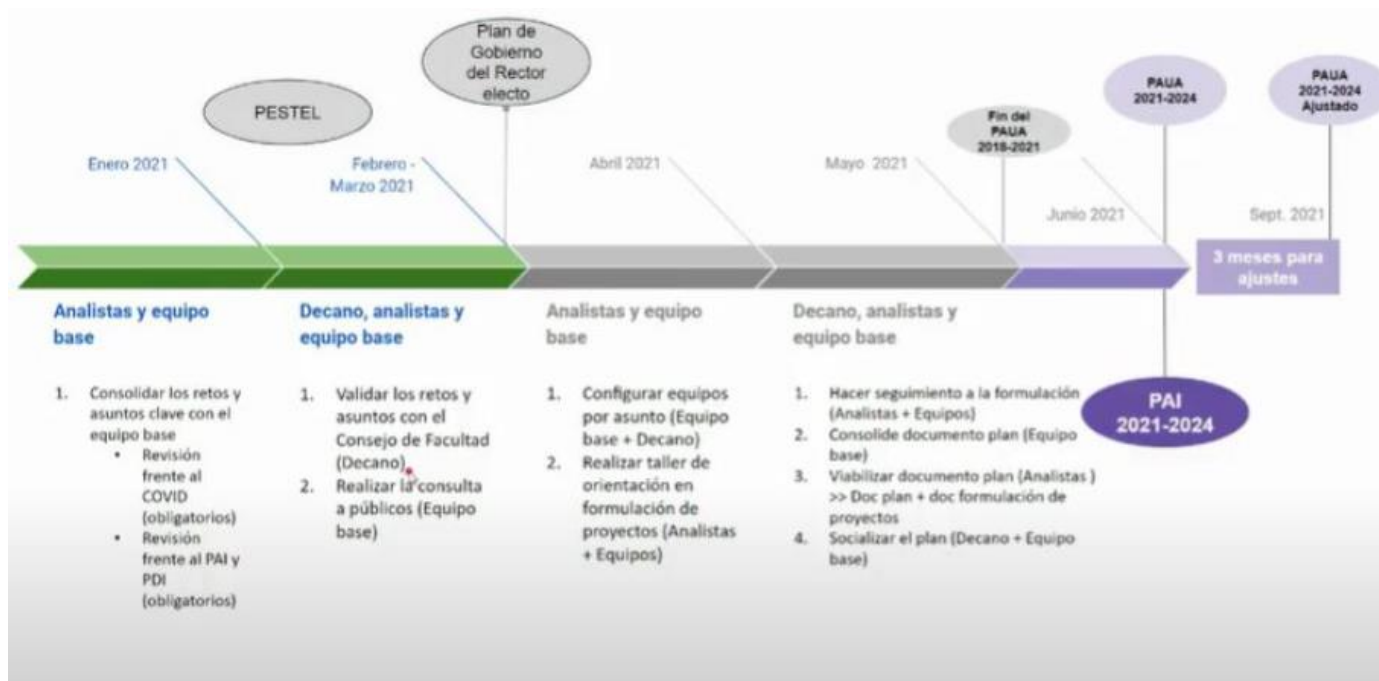 Plan de
Gobierno
del Rector
electo
PESTEL
PAUA
2021-2024
PAUA
2021-2024
Ajustado
Fin del
PAUA
2018-2021
Enero 2021
Febrero -
Marzo 2021
Abril 2021
Mayo 2021
Junio 2021
Sept. 2021
3 meses para
ajustes
Analistas y equipo
base
1. Consolidar los retos y
asuntos clave con el
equipo base
• Revisión
frente al
COVID
(obligatorios)
• Revisión
frente al PAI y
PDI
(obligatorios)
Decano, analistas y
equipo base
1. Validar los retos y
asuntos con el
Consejo de Facultad
(Decano)
2. Realizar la consulta
a públicos (Equipo
base)
Analistas y equipo
base
1. Configurar equipos
por asunto (Equipo
base + Decano)
2. Realizar taller de
orientación en
formulación de
proyectos (Analistas
+ Equipos)
Decano, analistas y
equipo base
1. Hacer seguimiento a la formulación
(Analistas + Equipos)
2. Consolide documento plan (Equipo
base)
3. Viabilizar documento plan (Analistas )
>> Doc plan + doc formulación de
proyectos
4. Socializar el plan (Decano + Equipo
base)
PAI
2021-2024